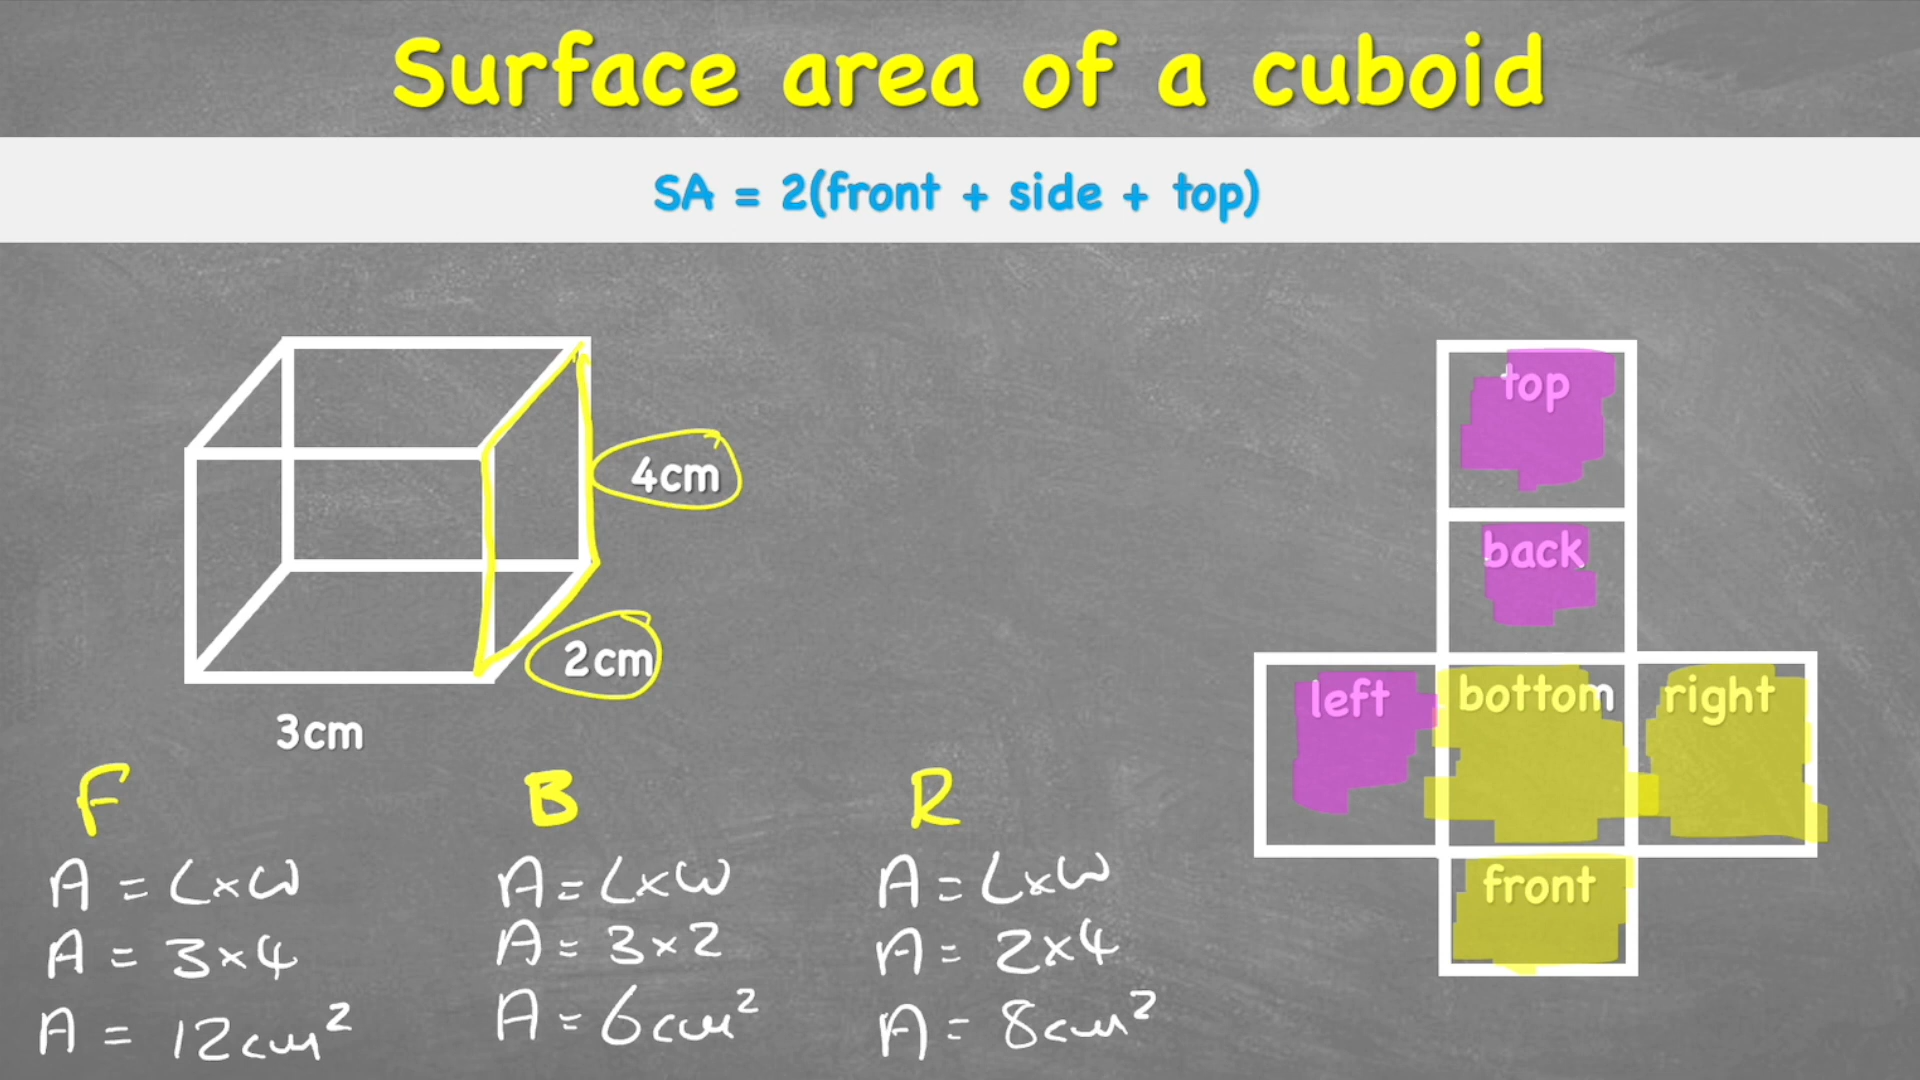 Surface area of a cuboid
SA = 2(front + side + top)
4cm
2cm
3cm
top
back
left
bottom
right
front
F
A = L×W
A = 3×4
A = 12cm²
B
A = L×W
A = 3×2
A = 6cm²
R
A = L×W
A = 2×4
A = 8cm²